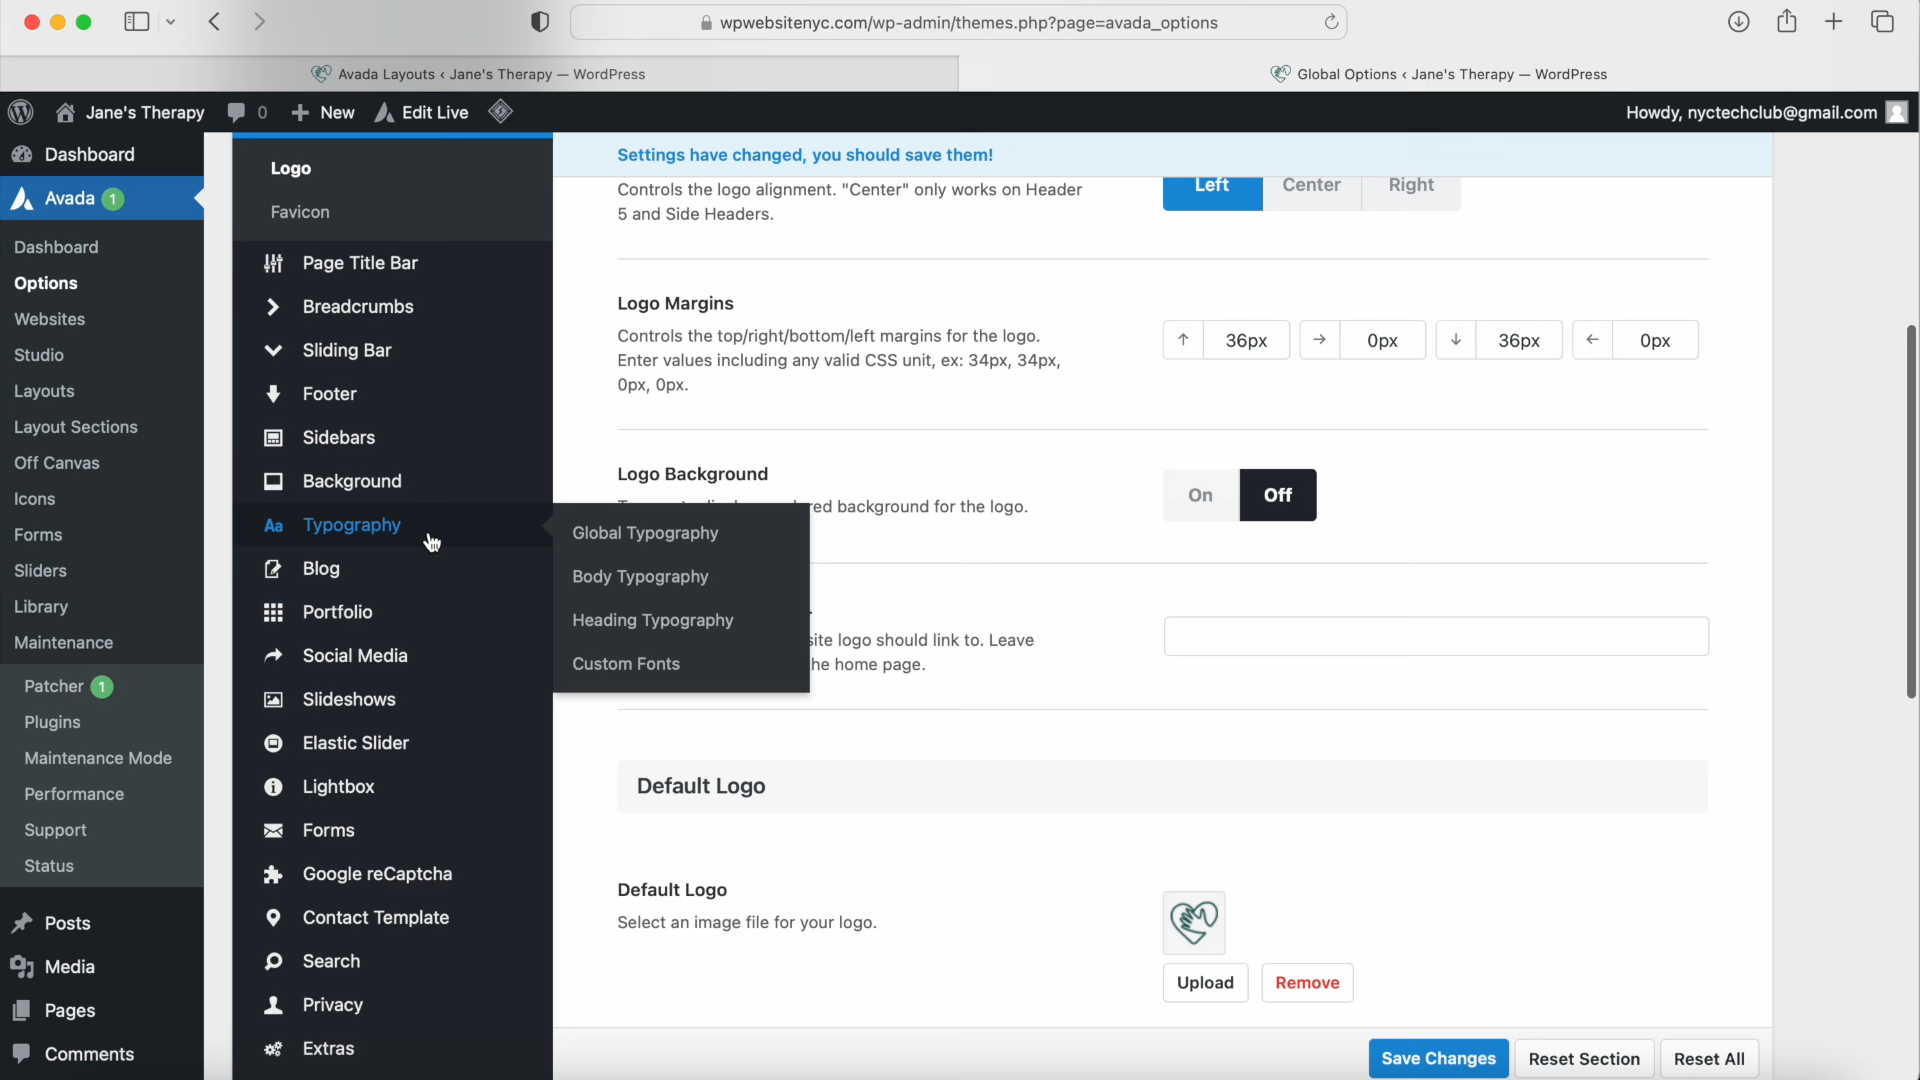 wpwebsitenyc.com/wp-admin/themes.php?page=avada_options
Avada Layouts ‹ Jane's Therapy — WordPress
Global Options ‹ Jane's Therapy — WordPress
Jane's Therapy
0
New
Edit Live
Howdy, nyctechclub@gmail.com
Dashboard
Avada 1
Dashboard
Options
Websites
Studio
Layouts
Layout Sections
Off Canvas
Icons
Forms
Sliders
Library
Maintenance
Patcher 1
Plugins
Maintenance Mode
Performance
Support
Status
Posts
Media
Pages
Comments
Logo
Favicon
Page Title Bar
Breadcrumbs
Sliding Bar
Footer
Sidebars
Background
Aa Typography
Blog
Portfolio
Social Media
Slideshows
Elastic Slider
Lightbox
Forms
Google reCaptcha
Contact Template
Search
Privacy
Extras
Global Typography
Body Typography
Heading Typography
Custom Fonts
Settings have changed, you should save them!
Controls the logo alignment. "Center" only works on Header
5 and Side Headers.
Left Center Right
Logo Margins
Controls the top/right/bottom/left margins for the logo.
Enter values including any valid CSS unit, ex: 34px, 34px,
0px, 0px.
36px 0px 36px 0px
Logo Background
red background for the logo.
On Off
site logo should link to. Leave
he home page.
Default Logo
Default Logo
Select an image file for your logo.
Upload Remove
Save Changes Reset Section Reset All